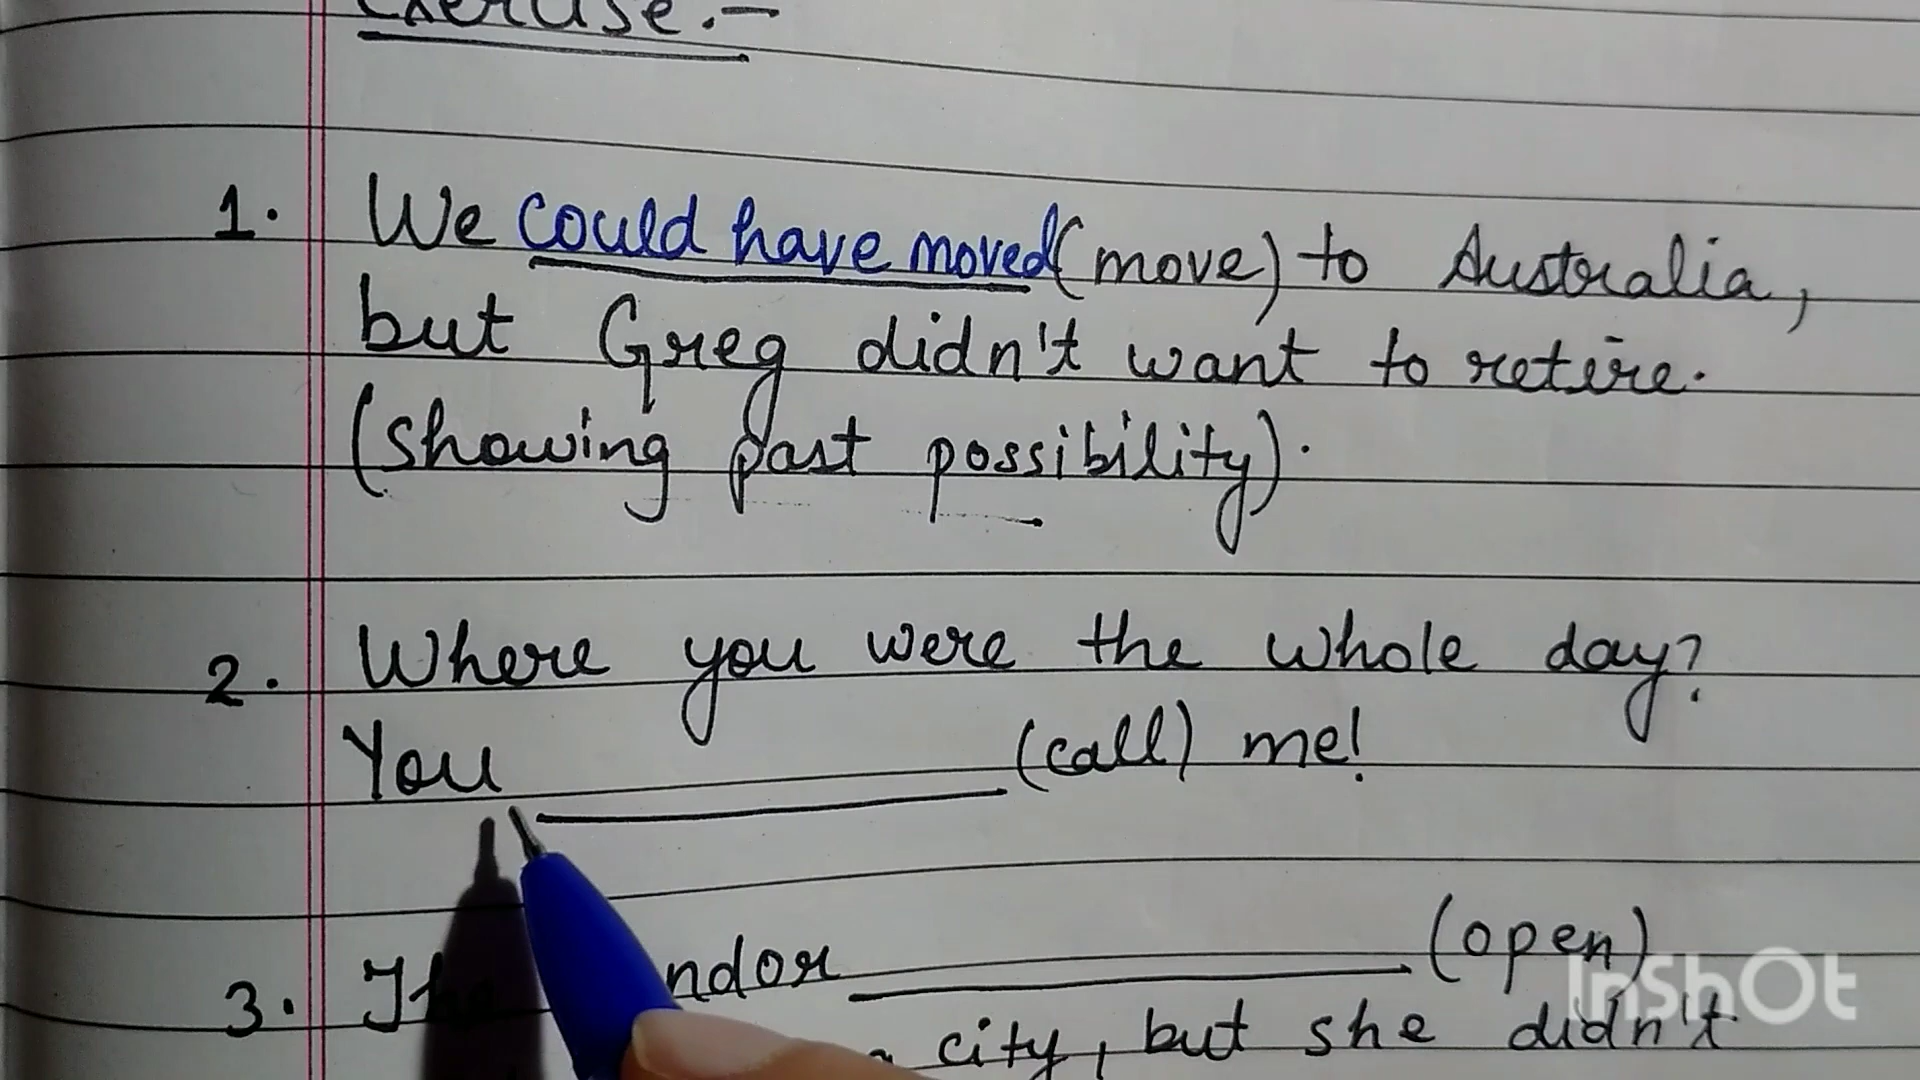 Exercise:-
1. We could have moved (move) to Australia,
but Greg didn't want to retire.
(showing past possibility).
2. Where you were the whole day?
You ________ (call) me!
3. The ________ (open)
city, but she didn't
InShOt